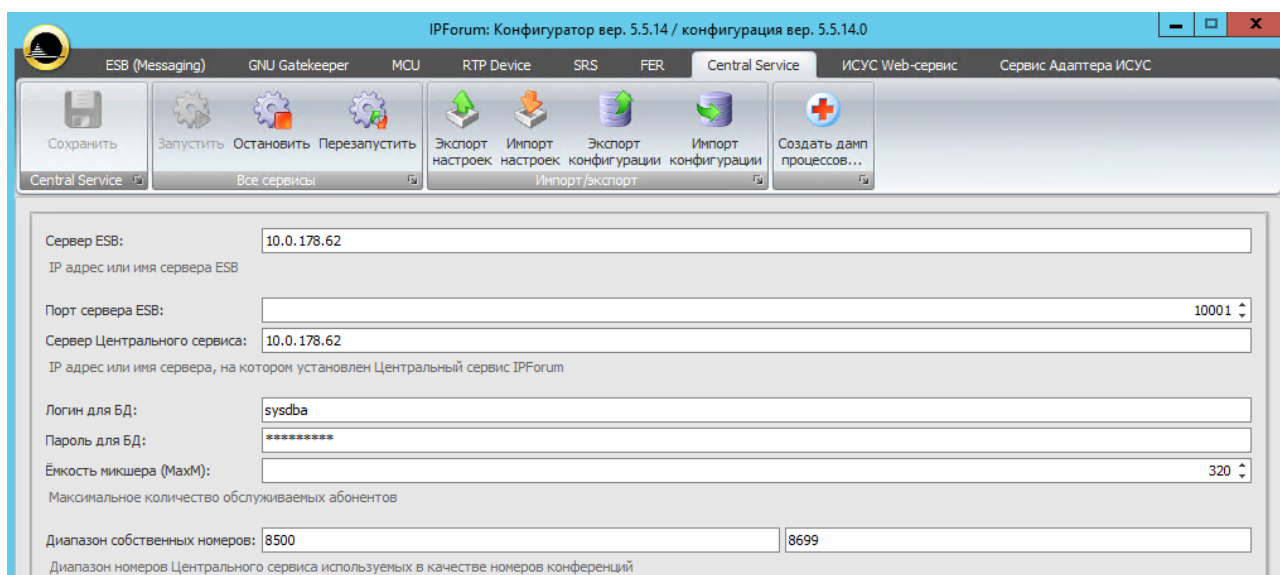 IPForum: Конфигуратор вер. 5.5.14 / конфигурация вер. 5.5.14.0
ESB (Messaging) GNU Gatekeeper MCU RTP Device SRS FER Central Service ИСУС Web-сервис Сервис Адаптера ИСУС
Сохранить Запустить Остановить Перезапустить Экспорт настроек Импорт настроек Экспорт конфигурации Импорт конфигурации Создать дамп процессов...
Central Service Все сервисы Импорт/экспорт
Сервер ESB: 10.0.178.62
IP адрес или имя сервера ESB
Порт сервера ESB: 10001
Сервер Центрального сервиса: 10.0.178.62
IP адрес или имя сервера, на котором установлен Центральный сервис IPForum
Логин для БД: sysdba
Пароль для БД: *********
Ёмкость микшера (MaxM): 320
Максимальное количество обслуживаемых абонентов
Диапазон собственных номеров: 8500 8699
Диапазон номеров Центрального сервиса используемых в качестве номеров конференций